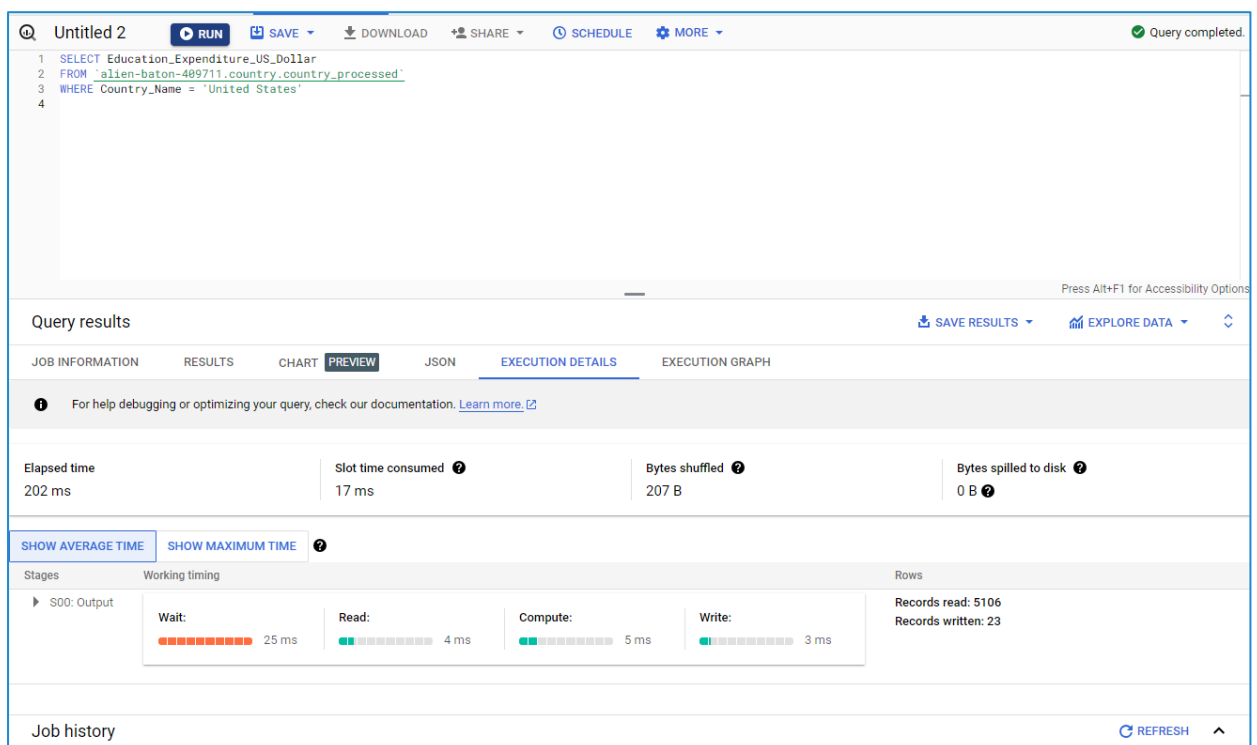 Untitled 2 RUN SAVE DOWNLOAD SHARE SCHEDULE MORE Query completed.
1 SELECT Education_Expenditure_US_Dollar
2 FROM `alien-baton-409711.country.country_processed`
3 WHERE Country_Name = 'United States'
4
Press Alt+F1 for Accessibility Options
Query results SAVE RESULTS EXPLORE DATA
JOB INFORMATION RESULTS CHART PREVIEW JSON EXECUTION DETAILS EXECUTION GRAPH
For help debugging or optimizing your query, check our documentation. Learn more.
Elapsed time Slot time consumed Bytes shuffled Bytes spilled to disk
202 ms 17 ms 207 B 0 B
SHOW AVERAGE TIME SHOW MAXIMUM TIME
Stages Working timing Rows
S00: Output Wait: Read: Compute: Write: Records read: 5106
25 ms 4 ms 5 ms 3 ms Records written: 23
Job history REFRESH